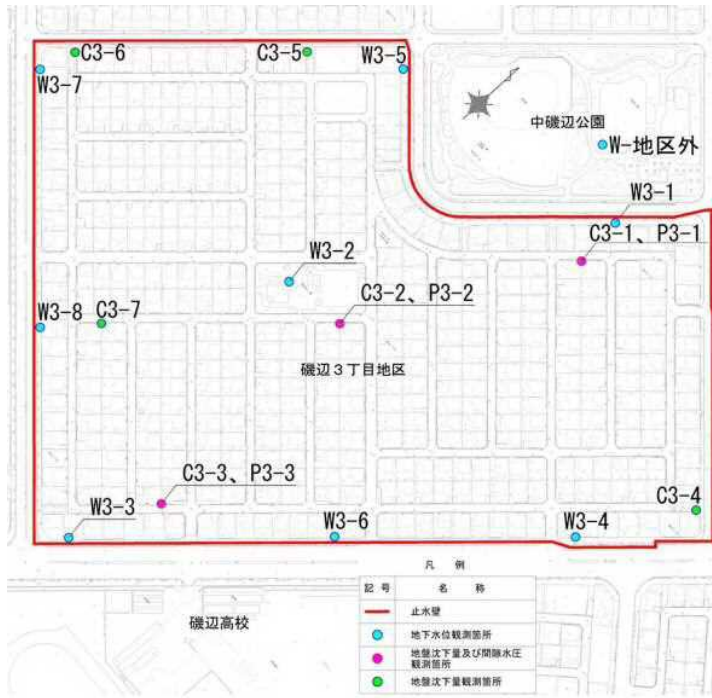 C3-6
C3-5
W3-5
W3-7
中磯辺公園
W-地区外
W3-1
C3-1、P3-1
W3-2
C3-2、P3-2
W3-8
C3-7
磯辺3丁目地区
C3-3、P3-3
W3-3
W3-6
W3-4
C3-4
磯辺高校
凡 例
記 号
名 称
止水壁
地下水位観測箇所
地盤沈下量及び間隙水圧
観測箇所
地盤沈下量観測箇所